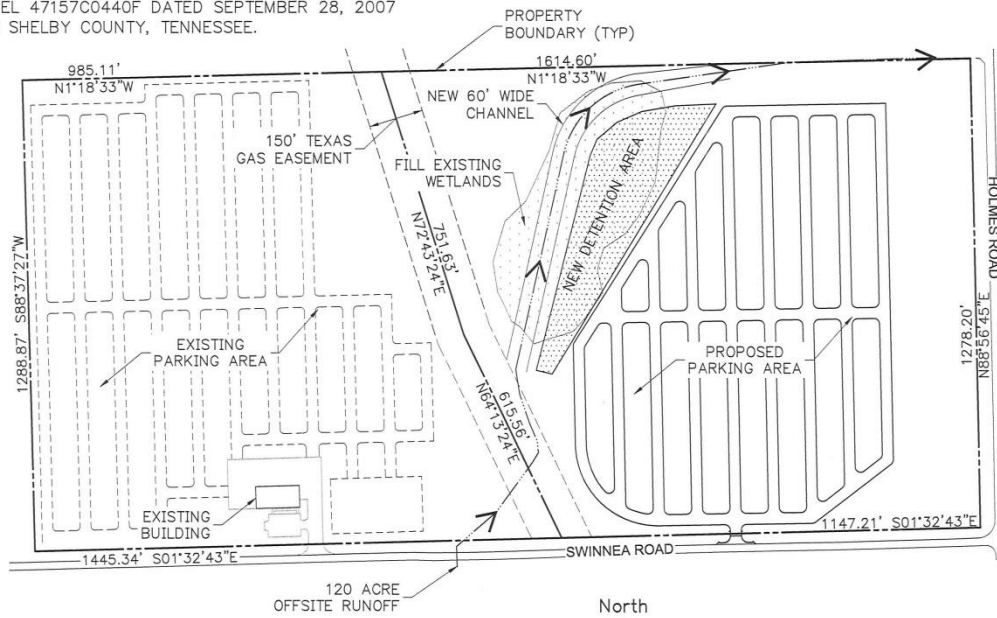 EL 47157C0440F DATED SEPTEMBER 28, 2007
SHELBY COUNTY, TENNESSEE.
PROPERTY
BOUNDARY (TYP)
985.11'
N1°18'33"W
1614.60'
N1°18'33"W
NEW 60' WIDE
CHANNEL
150' TEXAS
GAS EASEMENT
FILL EXISTING
WETLANDS
NEW DETENTION AREA
HOLMES ROAD
1288.87' S88°37'27"W
751.63'
N72°43'24"E
1278.20'
N88°56'45"E
EXISTING
PARKING AREA
PROPOSED
PARKING AREA
615.56'
N64°13'24"E
EXISTING
BUILDING
1147.21' S01°32'43"E
1445.34' S01°32'43"E
SWINNEA ROAD
120 ACRE
OFFSITE RUNOFF
North